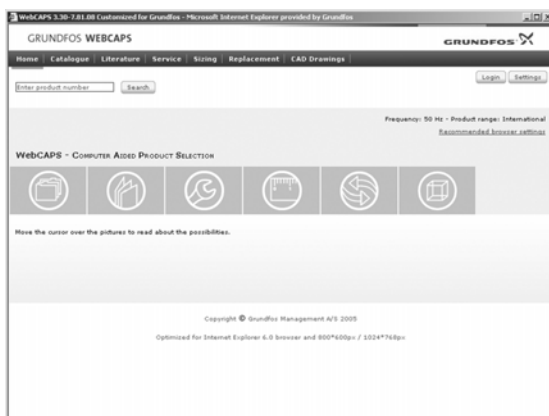 WebCAPS 3.30-7.81.08 Customized for Grundfos - Microsoft Internet Explorer provided by Grundfos
GRUNDFOS WEBCAPS
GRUNDFOS
Home | Catalogue | Literature | Service | Sizing | Replacement | CAD Drawings
Login Settings
Enter product number Search
Frequency: 50 Hz - Product range: International
Recommended browser settings
WebCAPS - Computer Aided Product Selection
Move the cursor over the pictures to read about the possibilities.
Copyright © Grundfos Management A/S 2005
Optimized for Internet Explorer 6.0 browser and 800*600px / 1024*768px